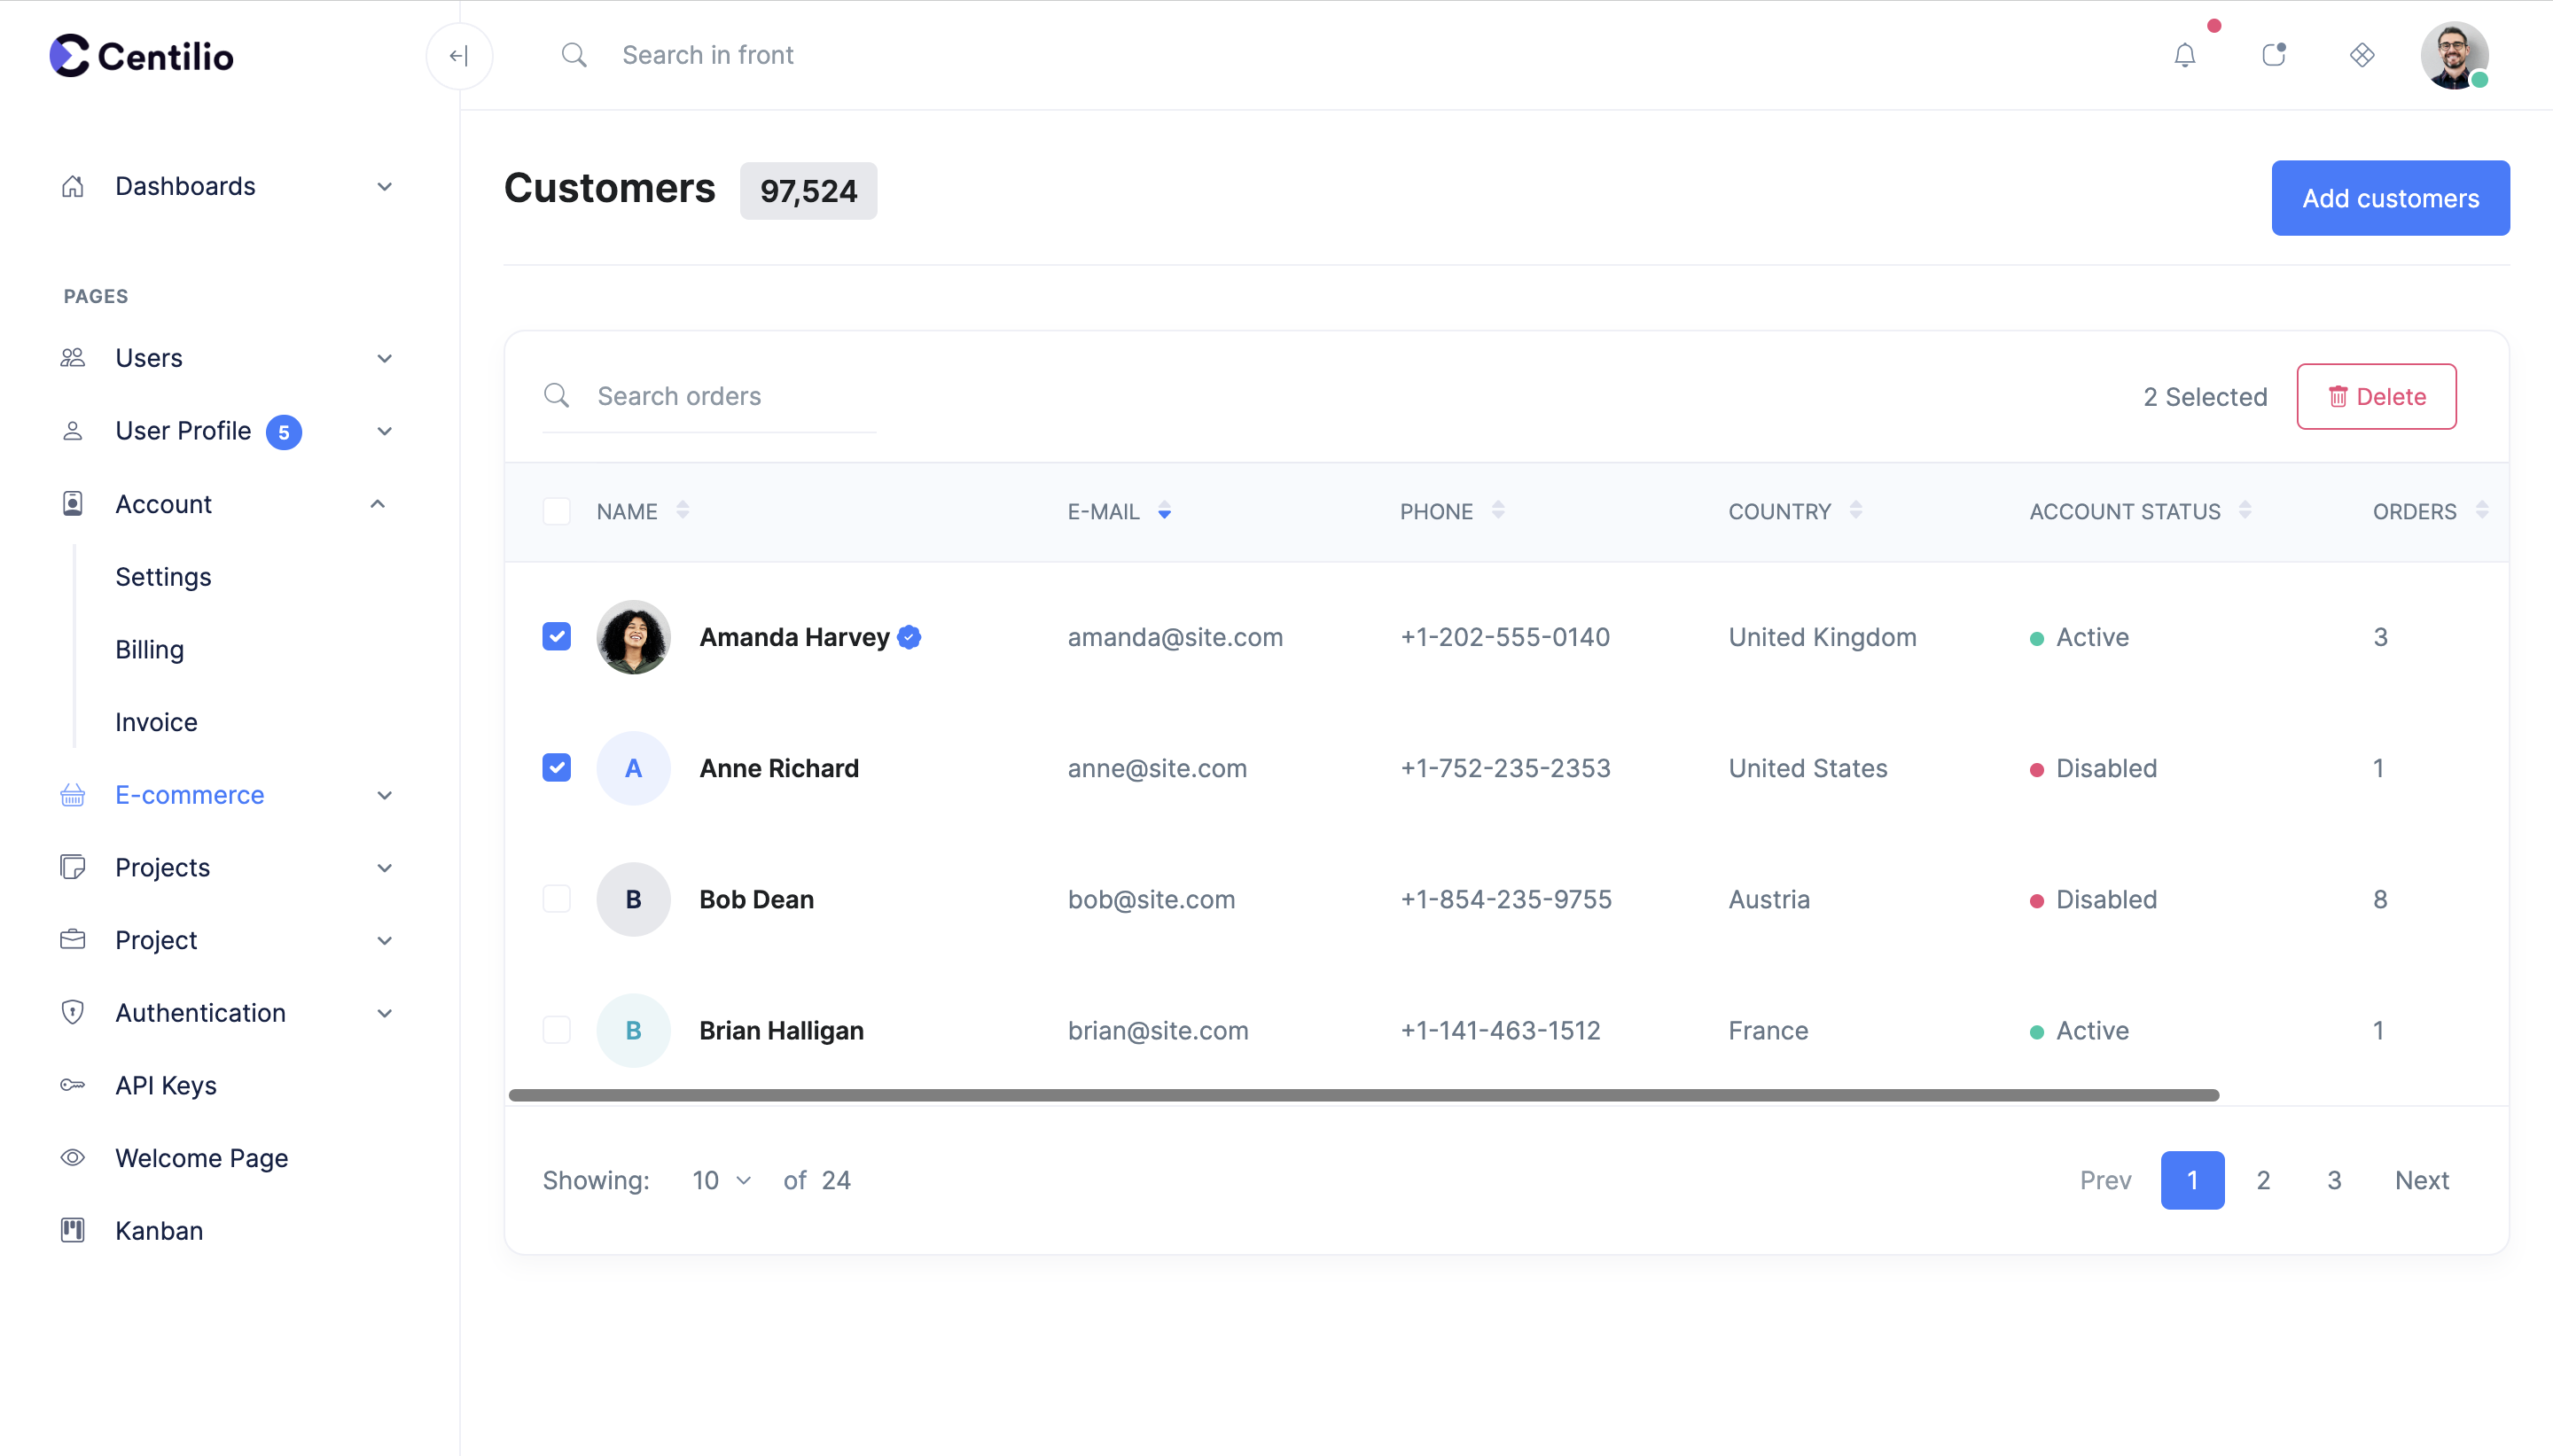 Centilio
Search in front
Dashboards
PAGES
Users
User Profile 5
Account
Settings
Billing
Invoice
E-commerce
Projects
Project
Authentication
API Keys
Welcome Page
Kanban
Customers 97,524
Add customers
Search orders
2 Selected
Delete
NAME E-MAIL PHONE COUNTRY ACCOUNT STATUS ORDERS
Amanda Harvey amanda@site.com +1-202-555-0140 United Kingdom Active 3
A Anne Richard anne@site.com +1-752-235-2353 United States Disabled 1
B Bob Dean bob@site.com +1-854-235-9755 Austria Disabled 8
B Brian Halligan brian@site.com +1-141-463-1512 France Active 1
Showing: 10 of 24
Prev 1 2 3 Next